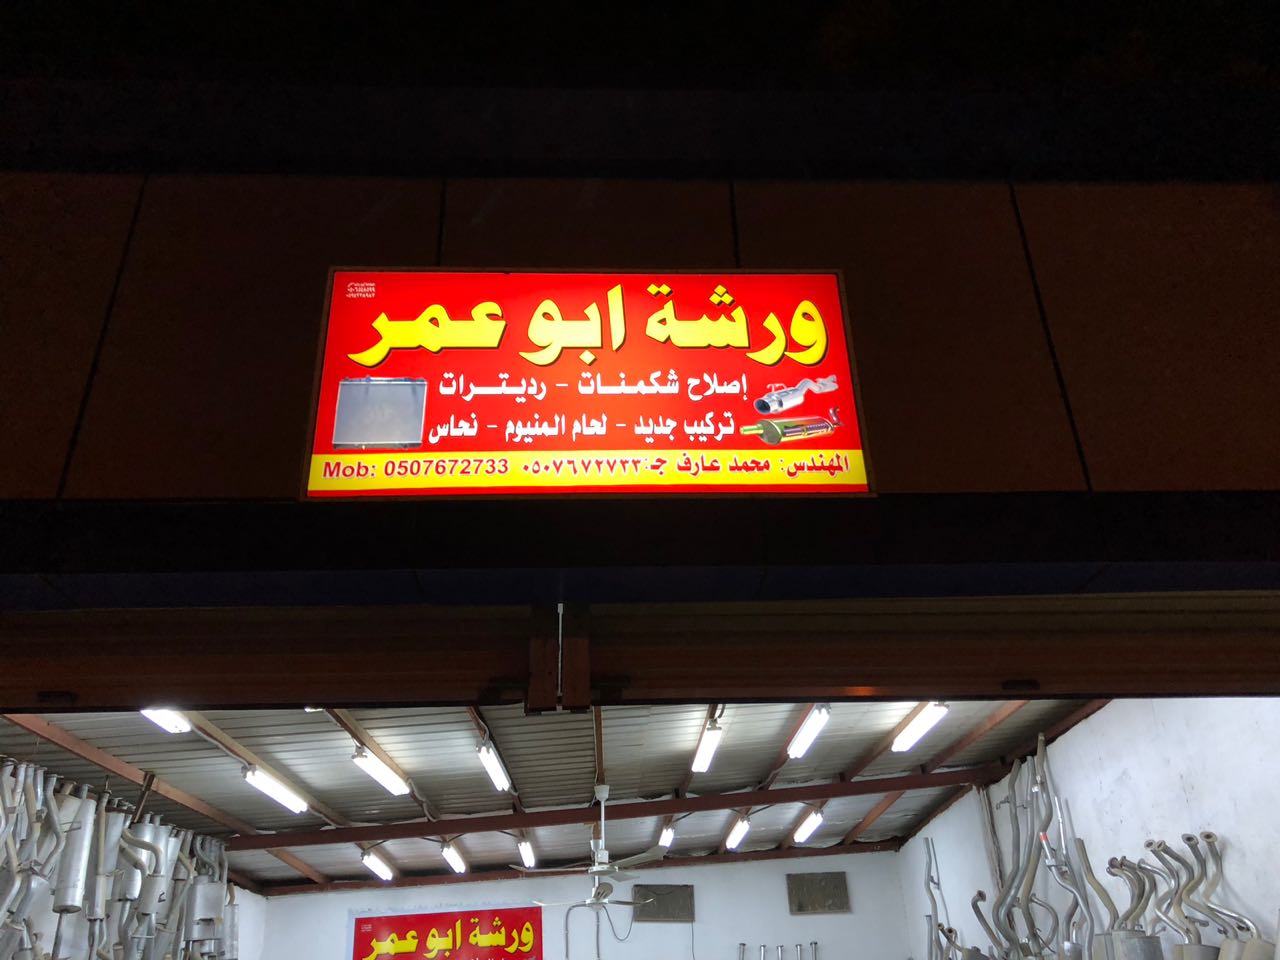 ورشة ابو عمر
إصلاح شكمنات - رديترات
تركيب جديد - لحام المنيوم - نحاس
المهندس: محمد عارف ج: ٠٥٠٧٦٧٢٧٣٣ Mob: 0507672733
ورشة ابو عمر